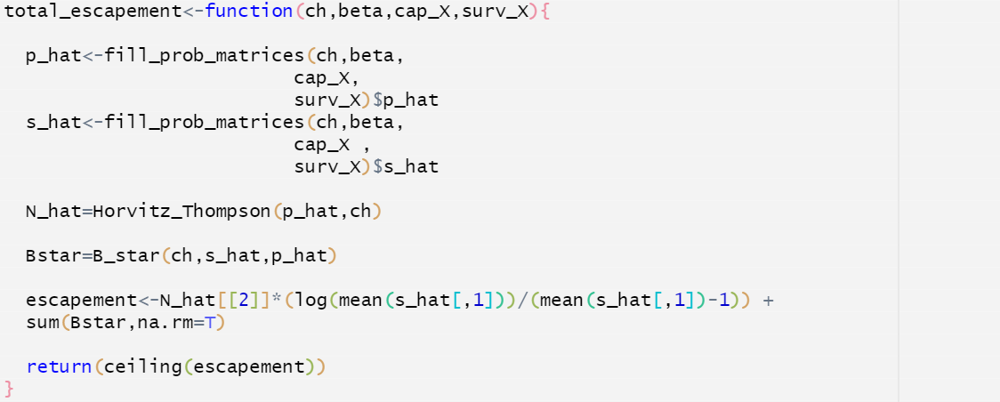 total_escapement<-function(ch,beta,cap_X,surv_X){
p_hat<-fill_prob_matrices(ch,beta,
cap_X,
surv_X)$p_hat
s_hat<-fill_prob_matrices(ch,beta,
cap_X ,
surv_X)$s_hat
N_hat=Horvitz_Thompson(p_hat,ch)
Bstar=B_star(ch,s_hat,p_hat)
escapement<-N_hat[[2]]*(log(mean(s_hat[,1]))/(mean(s_hat[,1])-1)) +
sum(Bstar,na.rm=T)
return(ceiling(escapement))
}